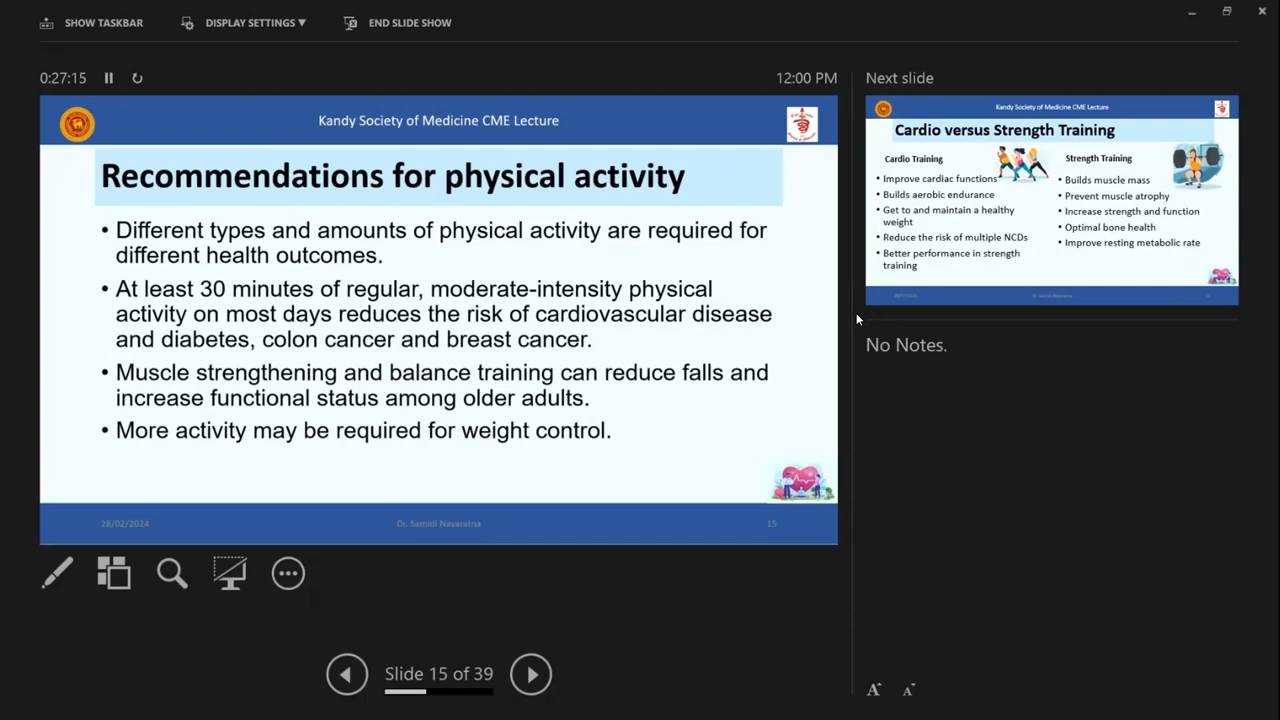 SHOW TASKBAR
DISPLAY SETTINGS ▼
END SLIDE SHOW
0:27:15
12:00 PM
Kandy Society of Medicine CME Lecture
Recommendations for physical activity
• Different types and amounts of physical activity are required for
different health outcomes.
• At least 30 minutes of regular, moderate-intensity physical
activity on most days reduces the risk of cardiovascular disease
and diabetes, colon cancer and breast cancer.
• Muscle strengthening and balance training can reduce falls and
increase functional status among older adults.
• More activity may be required for weight control.
28/02/2024
Dr. Samidi Navaratna
15
Slide 15 of 39
Next slide
Kandy Society of Medicine CME Lecture
Cardio versus Strength Training
Cardio Training
• Improve cardiac functions
• Builds aerobic endurance
• Get to and maintain a healthy
weight
• Reduce the risk of multiple NCDs
• Better performance in strength
training
Strength Training
• Builds muscle mass
• Prevent muscle atrophy
• Increase strength and function
• Optimal bone health
• Improve resting metabolic rate
Dr. Samidi Navaratna
No Notes.
A A